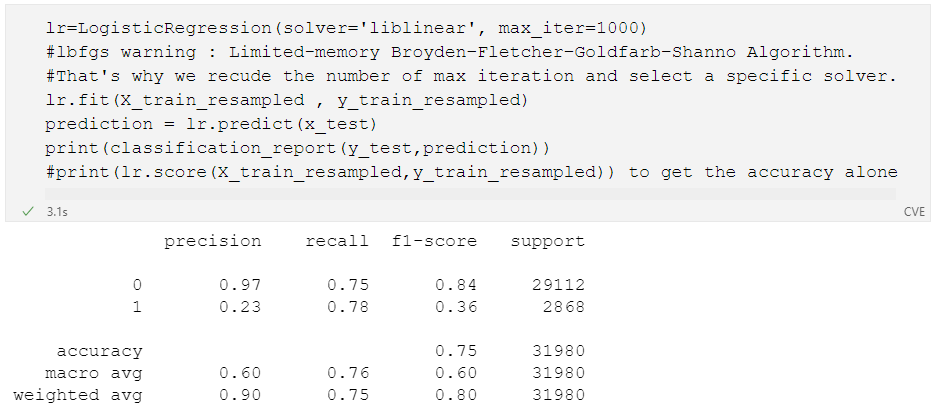 lr=LogisticRegression(solver='liblinear', max_iter=1000)
#lbfgs warning : Limited-memory Broyden-Fletcher-Goldfarb-Shanno Algorithm.
#That's why we recude the number of max iteration and select a specific solver.
lr.fit(X_train_resampled , y_train_resampled)
prediction = lr.predict(x_test)
print(classification_report(y_test,prediction))
#print(lr.score(X_train_resampled,y_train_resampled)) to get the accuracy alone
✓ 3.1s CVE
precision recall f1-score support
0 0.97 0.75 0.84 29112
1 0.23 0.78 0.36 2868
accuracy 0.75 31980
macro avg 0.60 0.76 0.60 31980
weighted avg 0.90 0.75 0.80 31980